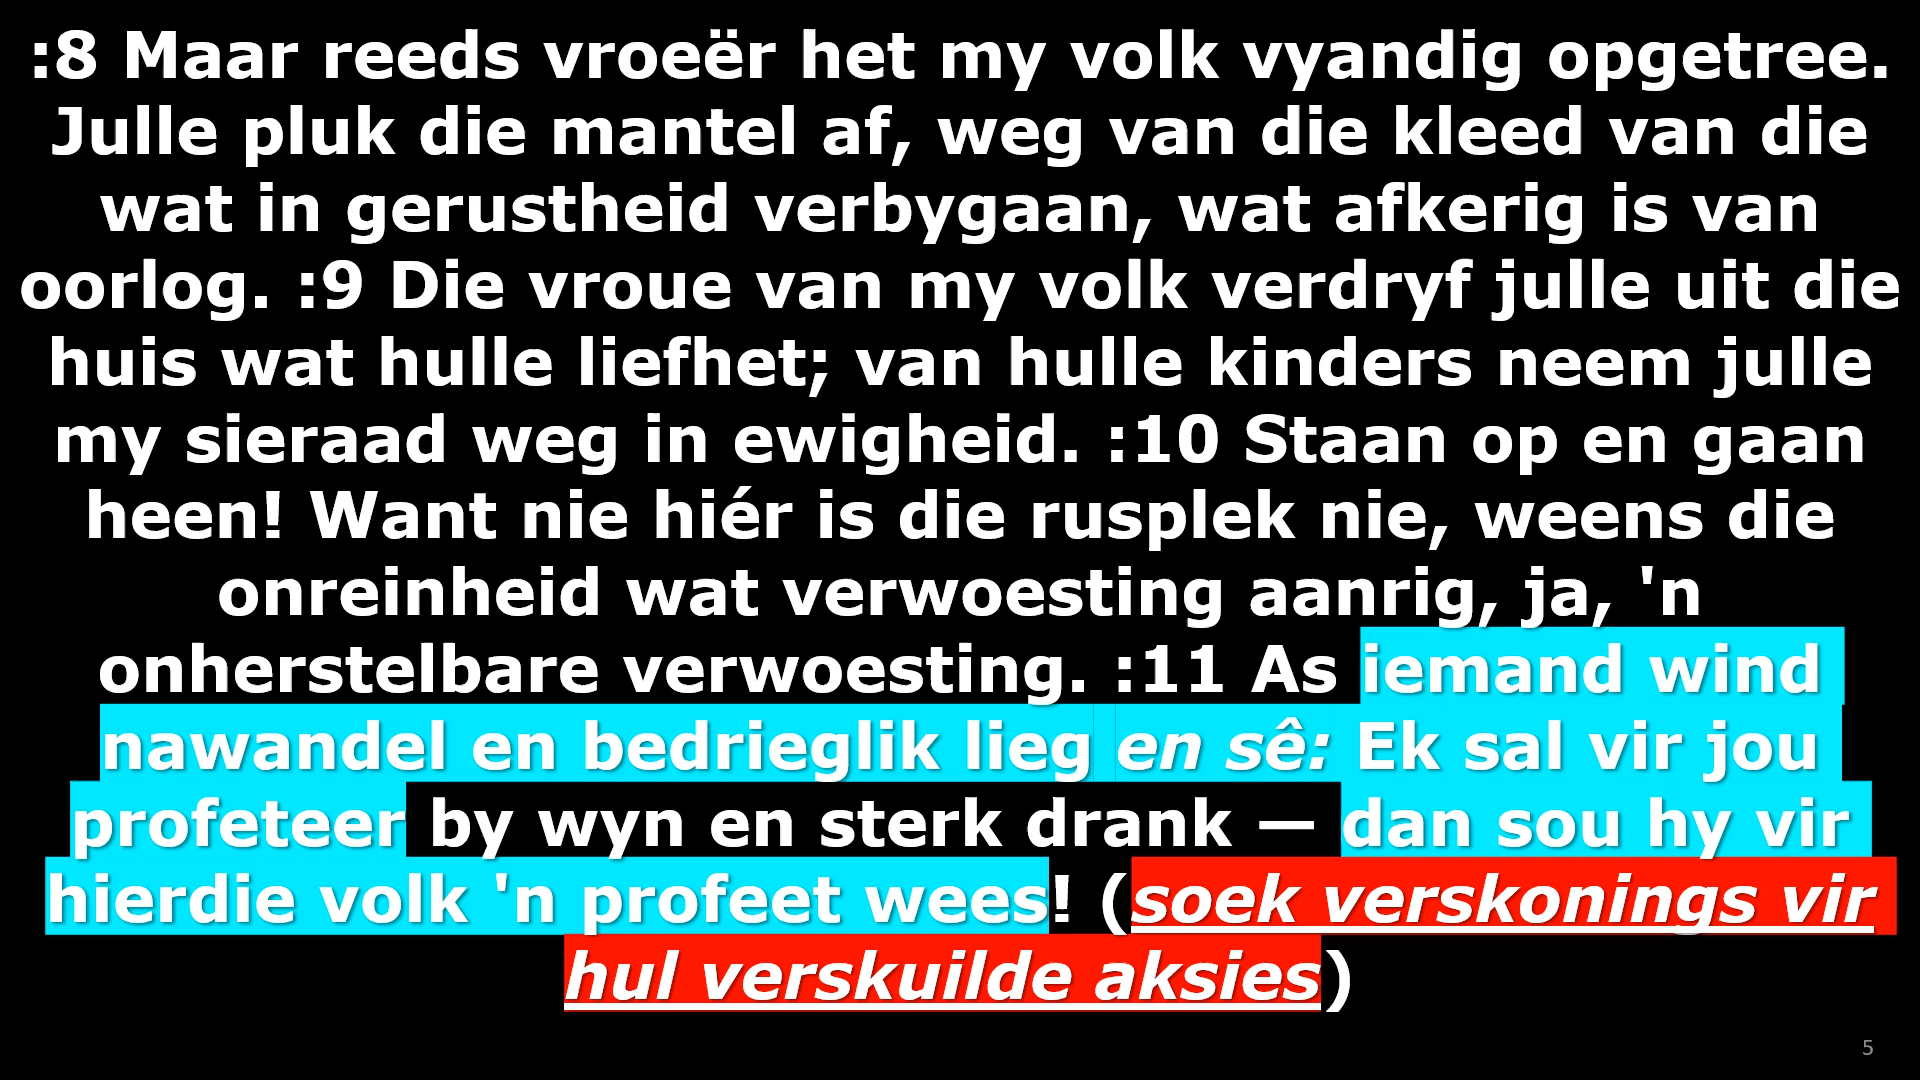 :8 Maar reeds vroeër het my volk vyandig opgetree.
Julle pluk die mantel af, weg van die kleed van die
wat in gerustheid verbygaan, wat afkerig is van
oorlog. :9 Die vroue van my volk verdryf julle uit die
huis wat hulle liefhet; van hulle kinders neem julle
my sieraad weg in ewigheid. :10 Staan op en gaan
heen! Want nie hiér is die rusplek nie, weens die
onreinheid wat verwoesting aanrig, ja, 'n
onherstelbare verwoesting. :11 As iemand wind
nawandel en bedrieglik lieg en sê: Ek sal vir jou
profeteer by wyn en sterk drank — dan sou hy vir
hierdie volk 'n profeet wees! (soek verskonings vir
hul verskuilde aksies)
5